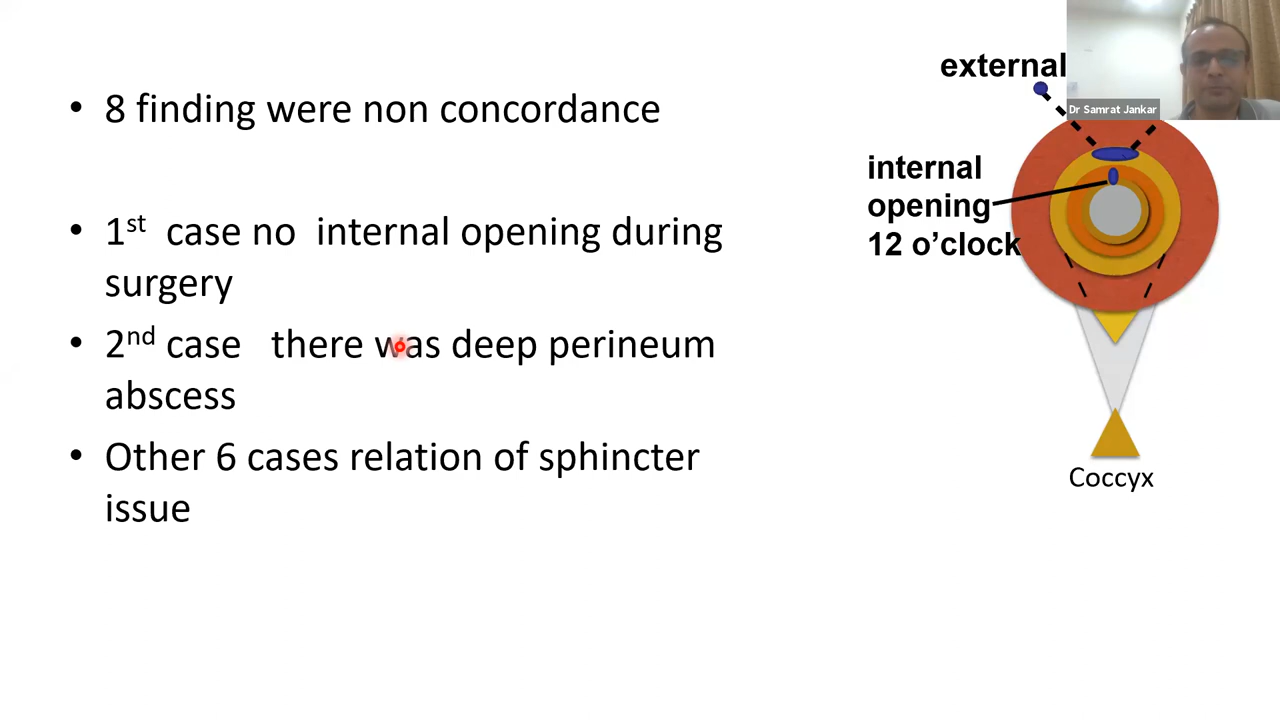 • 8 finding were non concordance
• 1st case no internal opening during
surgery
• 2nd case there was deep perineum
abscess
• Other 6 cases relation of sphincter
issue
external
Dr Samrat Jankar
internal
opening
12 o’clock
Coccyx